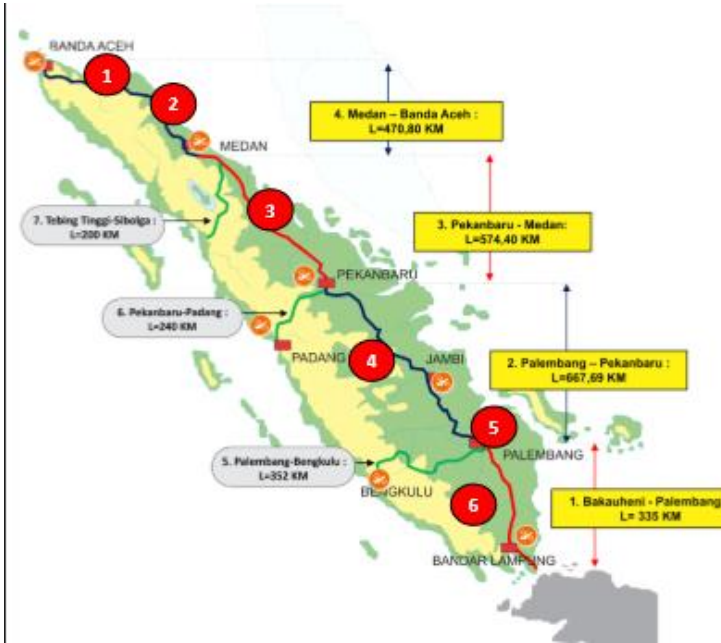 BANDA ACEH
1
2
4. Medan – Banda Aceh :
L=470,80 KM
MEDAN
7. Tebing Tinggi-Sibolga :
L=200 KM
3
3. Pekanbaru - Medan:
L=574,40 KM
PEKANBARU
6. Pekanbaru-Padang :
L=240 KM
PADANG
4
JAMBI
2. Palembang – Pekanbaru :
L=667,69 KM
5
PALEMBANG
5. Palembang-Bengkulu :
L=352 KM
BENGKULU
6
1. Bakauheni - Palembang
L= 335 KM
BANDAR LAMPUNG